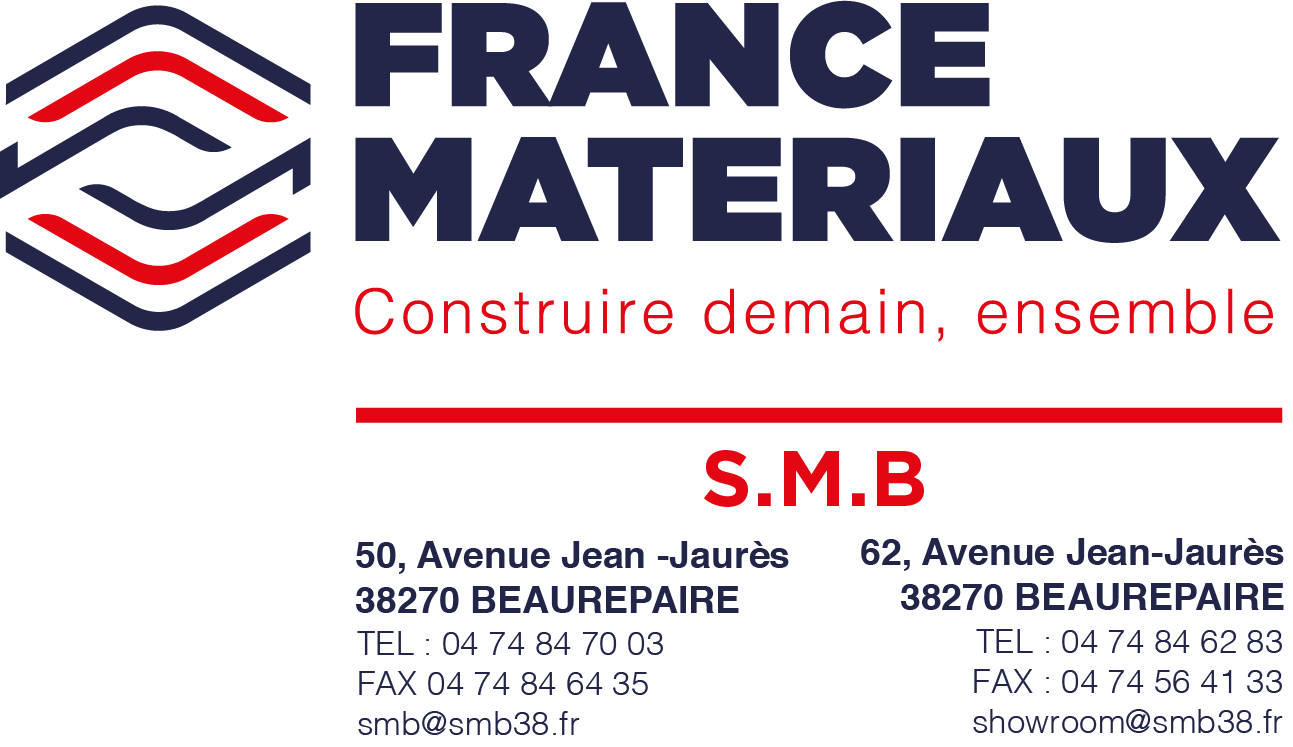 FRANCE
MATERIAUX
Construire demain, ensemble
S.M.B
50, Avenue Jean -Jaurès
38270 BEAUREPAIRE
TEL : 04 74 84 70 03
FAX 04 74 84 64 35
smb@smb38.fr
62, Avenue Jean-Jaurès
38270 BEAUREPAIRE
TEL : 04 74 84 62 83
FAX : 04 74 56 41 33
showroom@smb38.fr